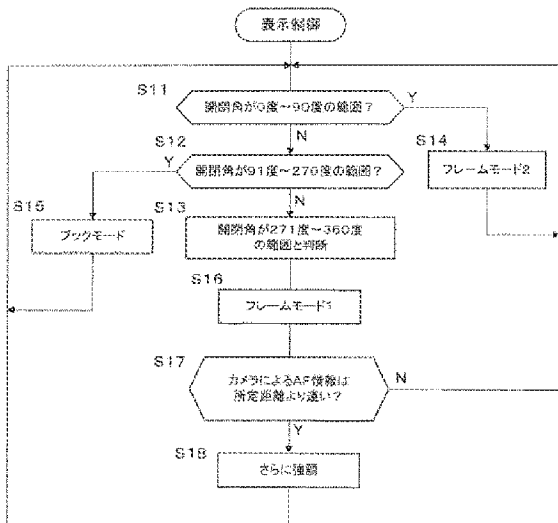 表示制御
S11
開閉角が0度～90度の範囲?
Y
N
S12
S14
フレームモード2
Y
開閉角が91度～270度の範囲?
N
S15
ブックモード
S13
開閉角が271度～360度
の範囲と判断
S16
フレームモード1
S17
カメラによるAF情報は
所定距離より遠い?
N
Y
S18
さらに強調